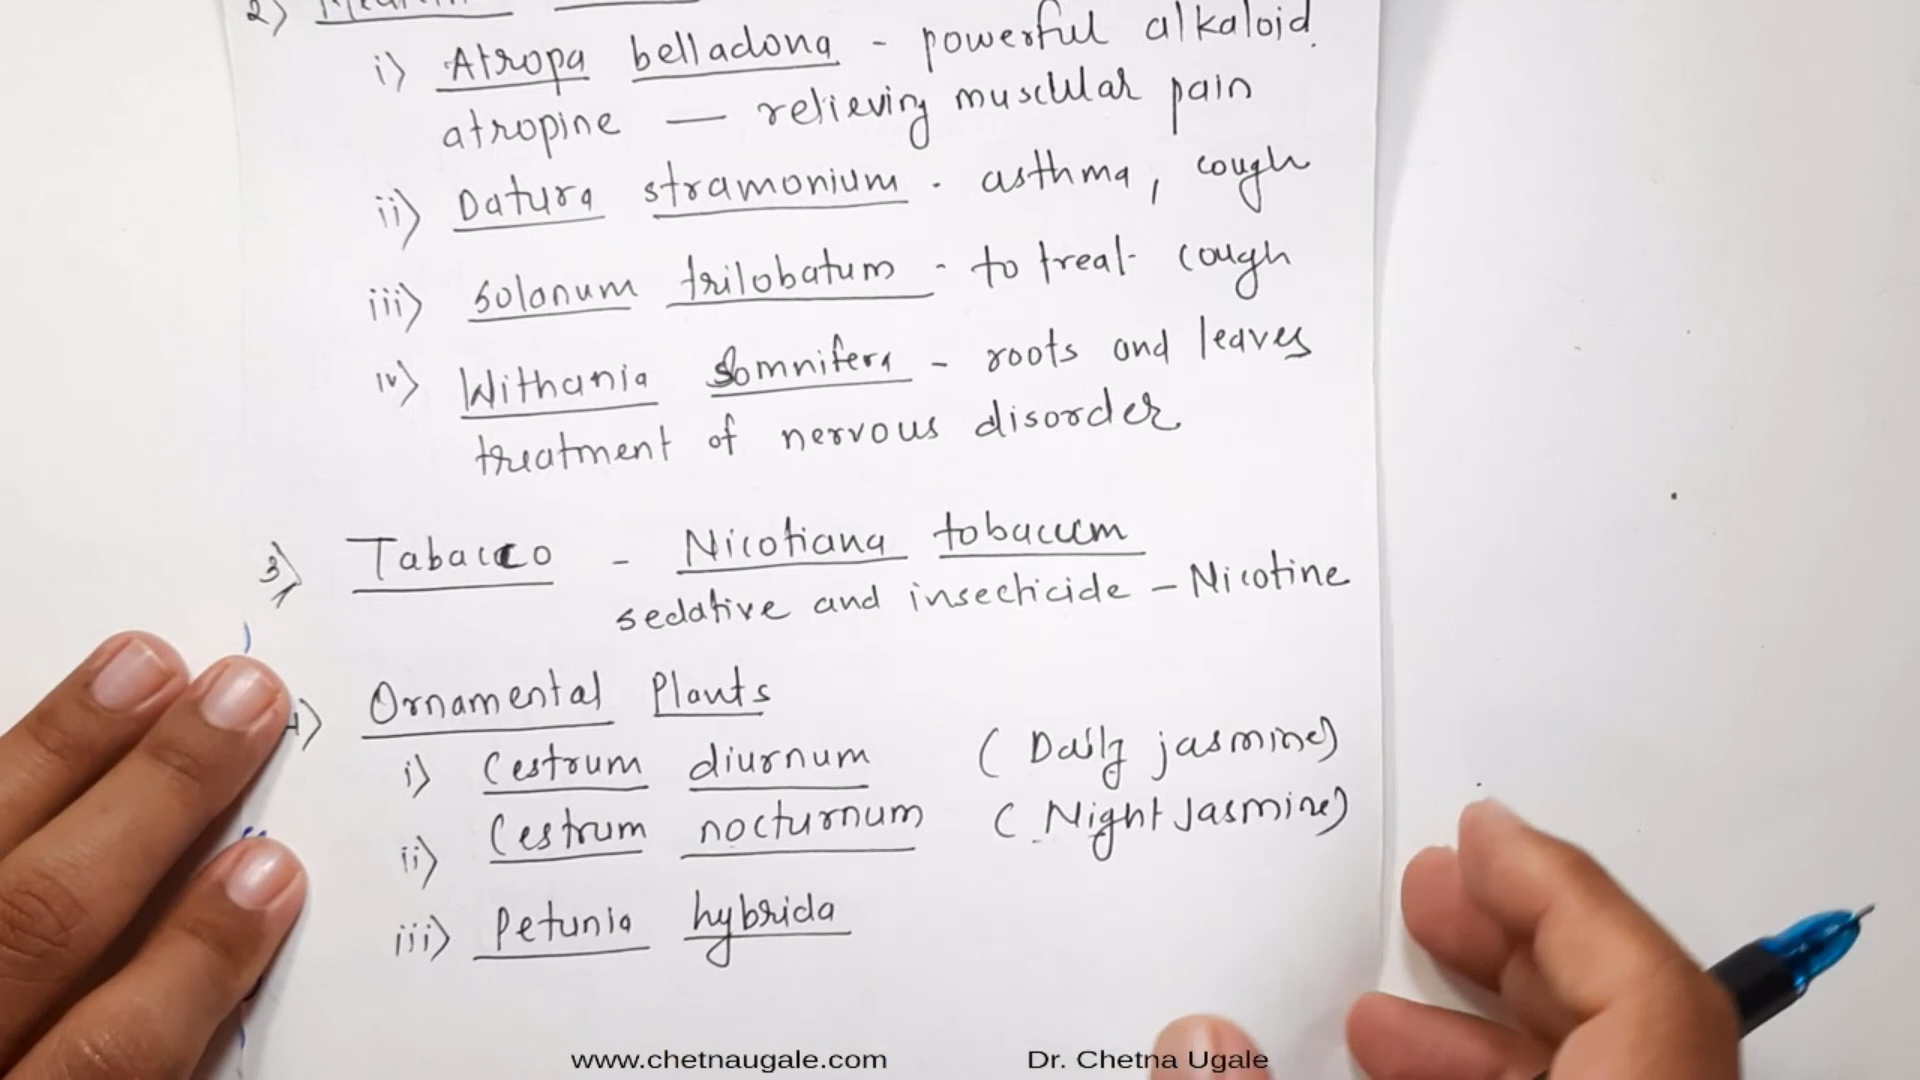 2)
i) Atropa belladona - powerful alkaloid
atropine — relieving muscular pain
ii) Datura stramonium - asthma, cough
iii) Solanum trilobatum - to treat cough
iv) Withania Somnifera - roots and leaves
treatment of nervous disorder
3) Tabacco - Nicotiana tobaccum
sedative and insecticide - Nicotine
4) Ornamental Plants
i) Cestrum diurnum (Daily jasmine)
ii) Cestrum nocturnum (Night Jasmine)
iii) Petunia hybrida
www.chetnaugale.com Dr. Chetna Ugale